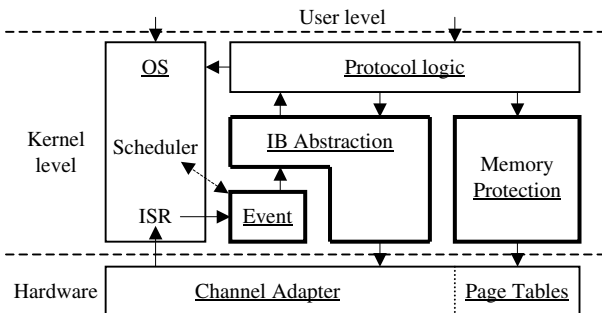 User level
OS
Protocol logic
Kernel
level
Scheduler
IB Abstraction
Memory
Protection
ISR
Event
Hardware
Channel Adapter
Page Tables